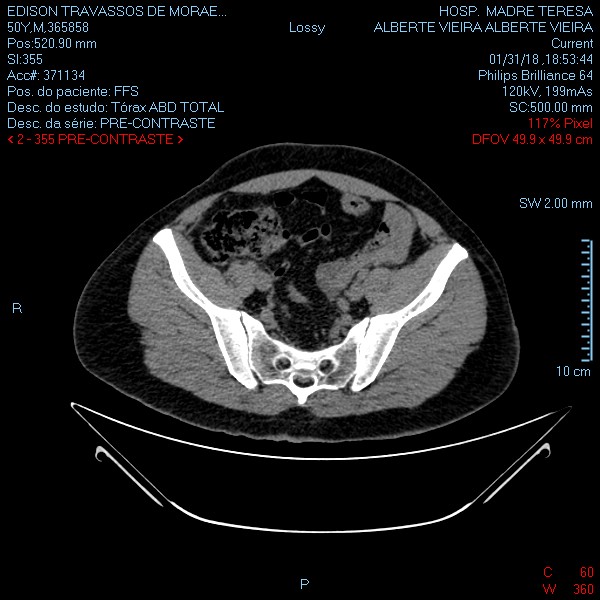 EDISON TRAVASSOS DE MORAE...
50Y,M,365858
Pos:520.90 mm
SI:355
Acc#: 371134
Pos. do paciente: FFS
Desc. do estudo: Tórax ABD TOTAL
Desc. da série: PRE-CONTRASTE
< 2 - 355 PRE-CONTRASTE >
Lossy
HOSP. MADRE TERESA
ALBERTE VIEIRA ALBERTE VIEIRA
Current
01/31/18 ,18:53:44
Philips Brilliance 64
120kV, 199mAs
SC:500.00 mm
117% Pixel
DFOV 49.9 x 49.9 cm
SW 2.00 mm
R
10 cm
P
C 60
W 360